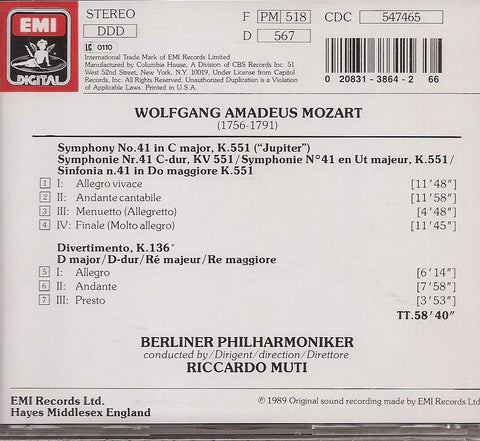 EMI
DIGITAL
STEREO
DDD
LC 0110
F PM 518
D 567
CDC 547465
International Trade Mark of EMI Records Limited
Manufactured by Columbia House, A Division of CBS Records Inc. 51
West 52nd Street, New York, N.Y. 10019, Under License from Capitol
Records, Inc. All Rights Reserved. Unauthorized Duplication is a Violation
of Applicable Laws. Printed in U.S.A.
0 20831-3864-2 66
WOLFGANG AMADEUS MOZART
(1756-1791)
Symphony No.41 in C major, K.551 (“Jupiter”)
Symphonie Nr.41 C-dur, KV 551/Symphonie N°41 en Ut majeur, K.551/
Sinfonia n.41 in Do maggiore K.551
1 I: Allegro vivace [11′48″]
2 II: Andante cantabile [11′58″]
3 III: Menuetto (Allegretto) [4′48″]
4 IV: Finale (Molto allegro) [11′45″]
Divertimento, K.136*
D major/D-dur/Ré majeur/Re maggiore
5 I: Allegro [6′14″]
6 II: Andante [7′58″]
7 III: Presto [3′53″]
TT.58′40″
BERLINER PHILHARMONIKER
conducted by/Dirigent/direction/Direttore
RICCARDO MUTI
EMI Records Ltd.
Hayes Middlesex England
℗ 1989 Original sound recording made by EMI Records Ltd.